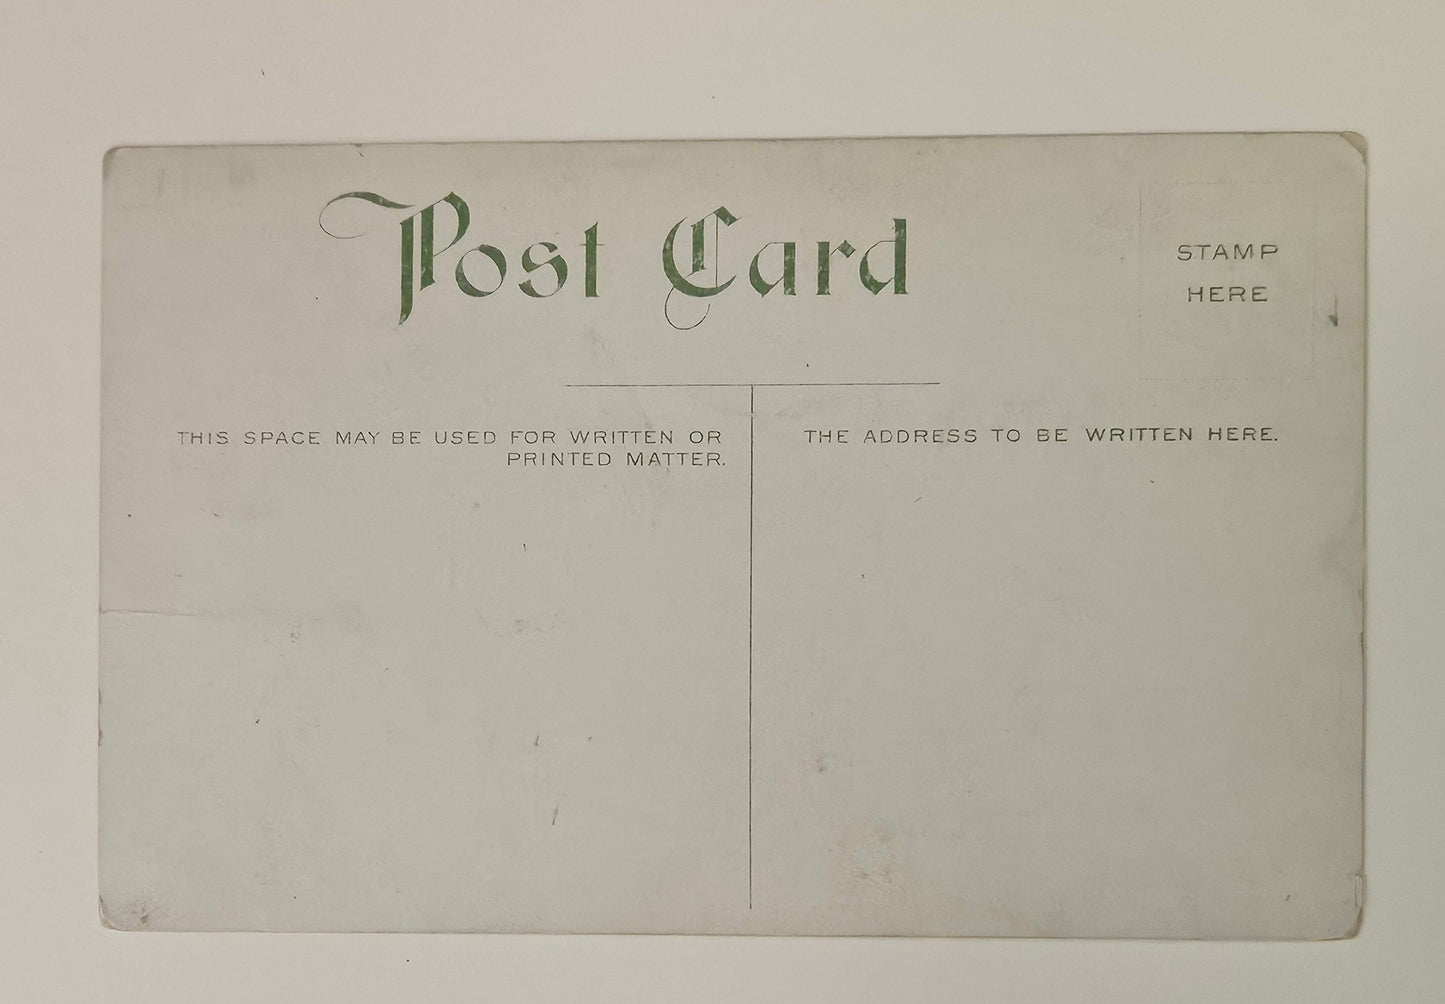 Post Card
STAMP
HERE
THIS SPACE MAY BE USED FOR WRITTEN OR
PRINTED MATTER.
THE ADDRESS TO BE WRITTEN HERE.